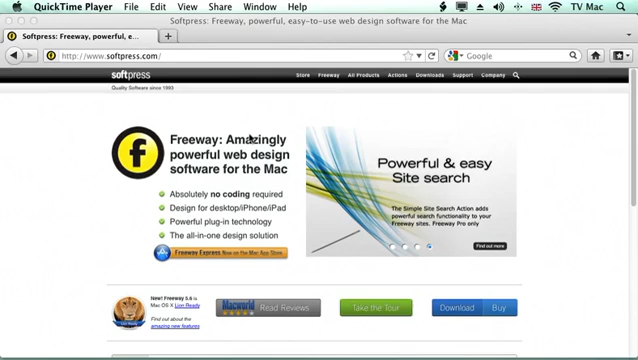 QuickTime Player File Edit View Share Window Help TV Mac
Softpress: Freeway, powerful, easy-to-use web design software for the Mac
Softpress: Freeway, powerful, e...
http://www.softpress.com/
Google
softpress
Store Freeway All Products Actions Downloads Support Company
Quality Software since 1993
f
Freeway: Amazingly
powerful web design
software for the Mac
Absolutely no coding required
Design for desktop/iPhone/iPad
Powerful plug-in technology
The all-in-one design solution
Freeway Express Now on the Mac App Store
Powerful & easy
Site search
The Simple Site Search Action adds
powerful search functionality to your
Freeway sites. Freeway Pro only
Find out more
New! Freeway 5.6 is
Mac OS X Lion Ready
Find out about the
amazing new features
Macworld
Read Reviews
Take the Tour
Download
Buy